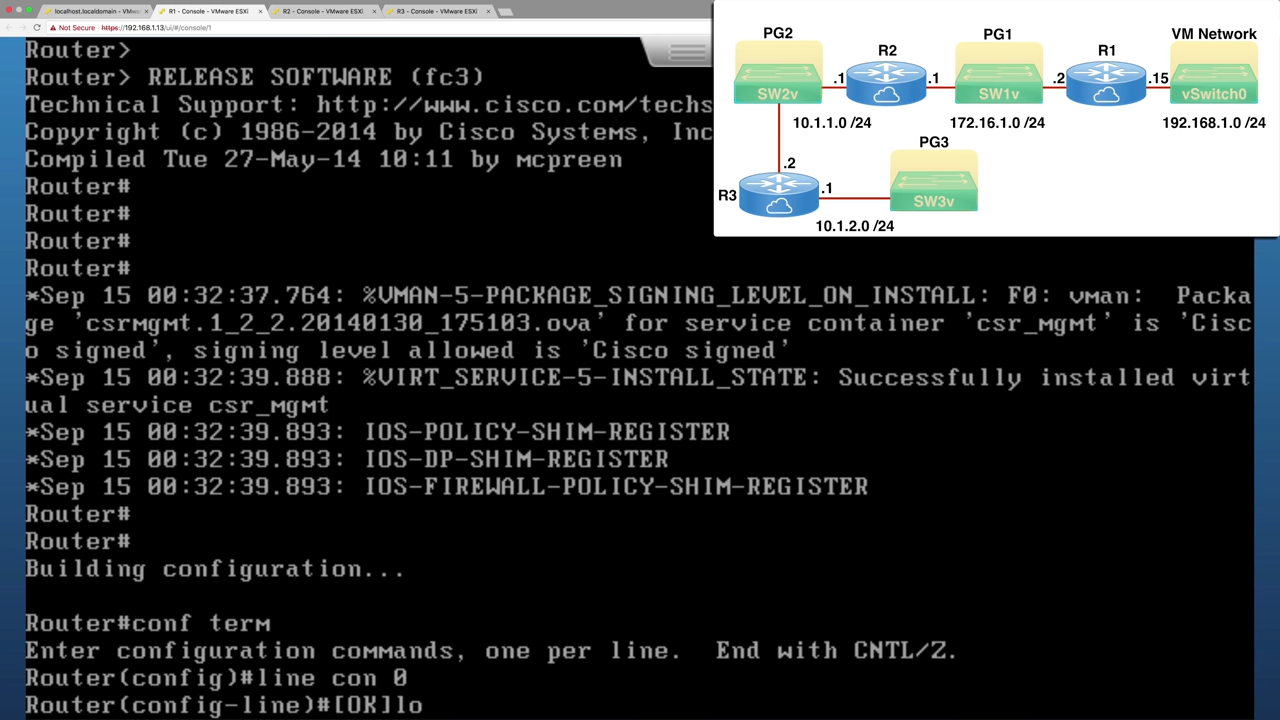 localhost.localdomain - VMwa
R1 - Console - VMware ESXi
R2 - Console - VMware ESXi
R3 - Console - VMware ESXi
Not Secure https://192.168.1.13/ui/#/console/1
Router>
Router> RELEASE SOFTWARE (fc3)
Technical Support: http://www.cisco.com/techs
Copyright (c) 1986-2014 by Cisco Systems, Inc
Compiled Tue 27-May-14 10:11 by mcpreen
Router#
Router#
Router#
Router#
*Sep 15 00:32:37.764: %VMAN-5-PACKAGE_SIGNING_LEVEL_ON_INSTALL: F0: vman:  Packa
ge 'csrmgmt.1_2_2.20140130_175103.ova' for service container 'csr_mgmt' is 'Cisc
o signed', signing level allowed is 'Cisco signed'
*Sep 15 00:32:39.888: %VIRT_SERVICE-5-INSTALL_STATE: Successfully installed virt
ual service csr_mgmt
*Sep 15 00:32:39.893: IOS-POLICY-SHIM-REGISTER
*Sep 15 00:32:39.893: IOS-DP-SHIM-REGISTER
*Sep 15 00:32:39.893: IOS-FIREWALL-POLICY-SHIM-REGISTER
Router#
Router#
Building configuration...
Router#conf term
Enter configuration commands, one per line.  End with CNTL/Z.
Router(config)#line con 0
Router(config-line)#[OK]lo
PG2
R2
PG1
R1
VM Network
.1
.1
.2
.15
SW2v
SW1v
vSwitch0
10.1.1.0 /24
172.16.1.0 /24
192.168.1.0 /24
PG3
.2
R3
.1
SW3v
10.1.2.0 /24